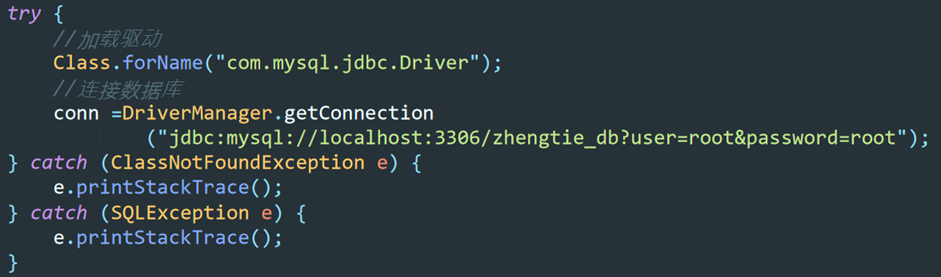 try {
    //加载驱动
    Class.forName("com.mysql.jdbc.Driver");
    //连接数据库
    conn =DriverManager.getConnection
            ("jdbc:mysql://localhost:3306/zhengtie_db?user=root&password=root");
} catch (ClassNotFoundException e) {
    e.printStackTrace();
} catch (SQLException e) {
    e.printStackTrace();
}